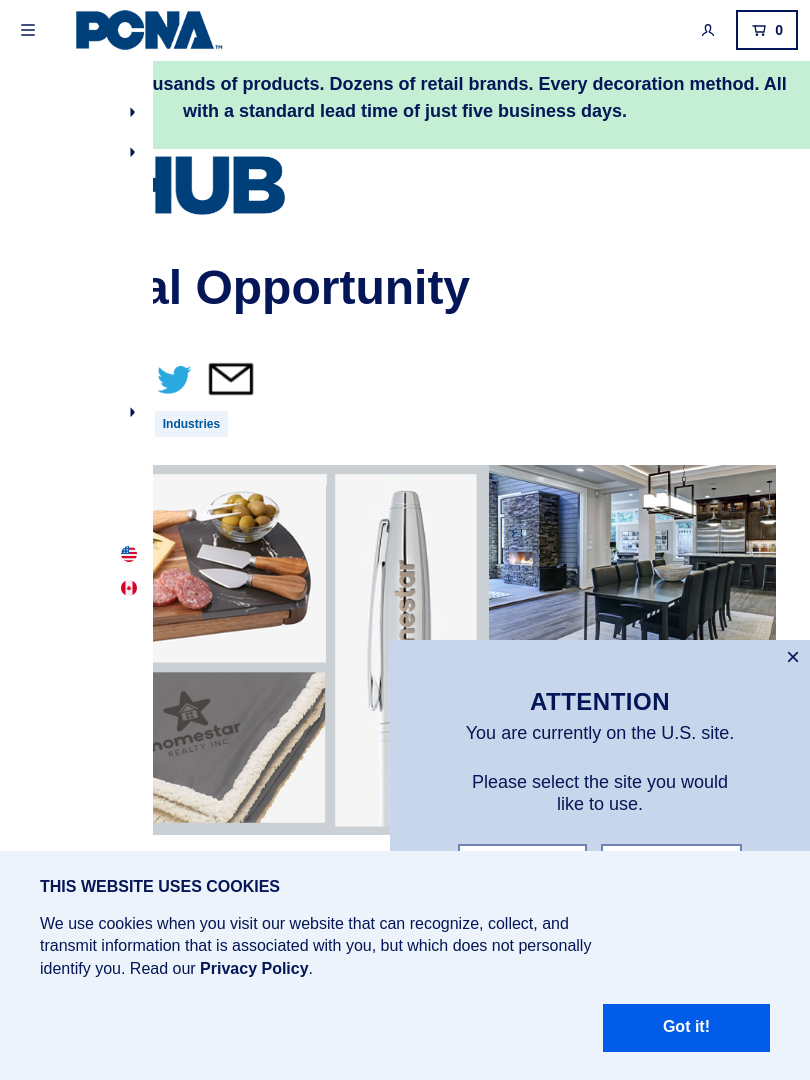 PCNA
TM
0
usands of products. Dozens of retail brands. Every decoration method. All
with a standard lead time of just five business days.
HUB
al Opportunity
Industries
homestar
REALTY INC
nestar
×
ATTENTION
You are currently on the U.S. site.
Please select the site you would
like to use.
THIS WEBSITE USES COOKIES
We use cookies when you visit our website that can recognize, collect, and
transmit information that is associated with you, but which does not personally
identify you. Read our Privacy Policy.
Got it!